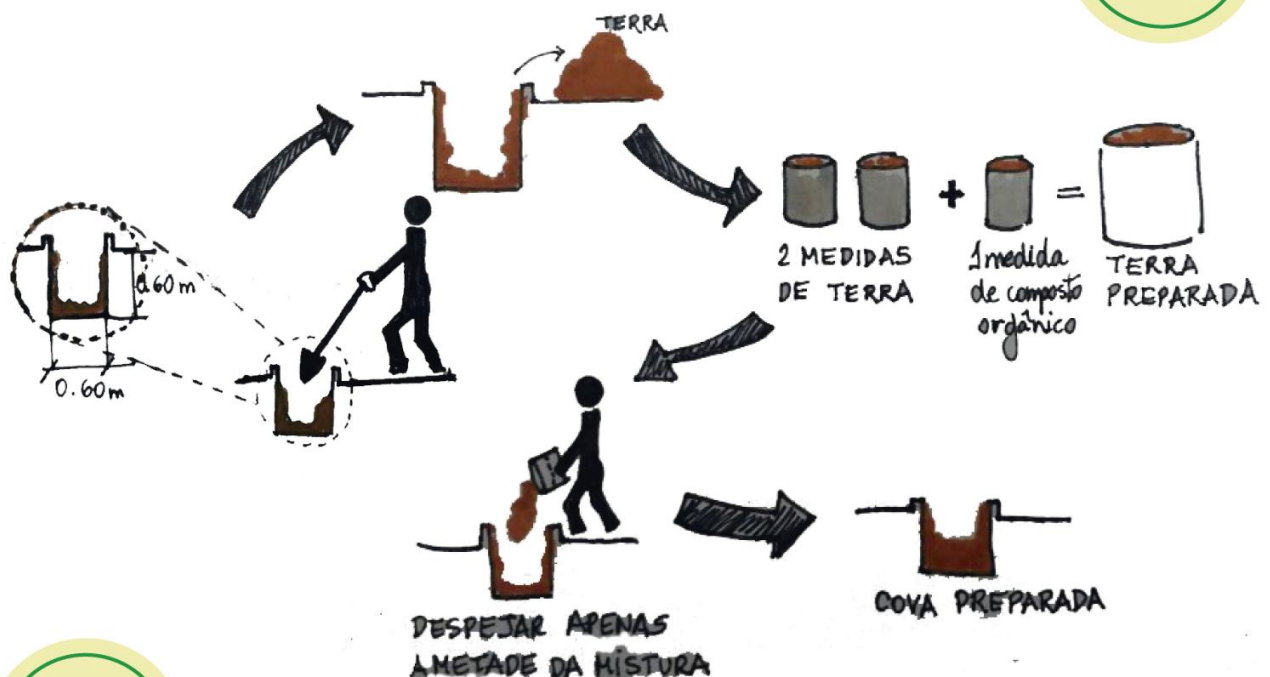 TERRA
0.60m
0.60m
2 MEDIDAS
DE TERRA
+
1 medida
de composto
orgânico
=
TERRA
PREPARADA
DESPEJAR APENAS
A METADE DA MISTURA
COVA PREPARADA